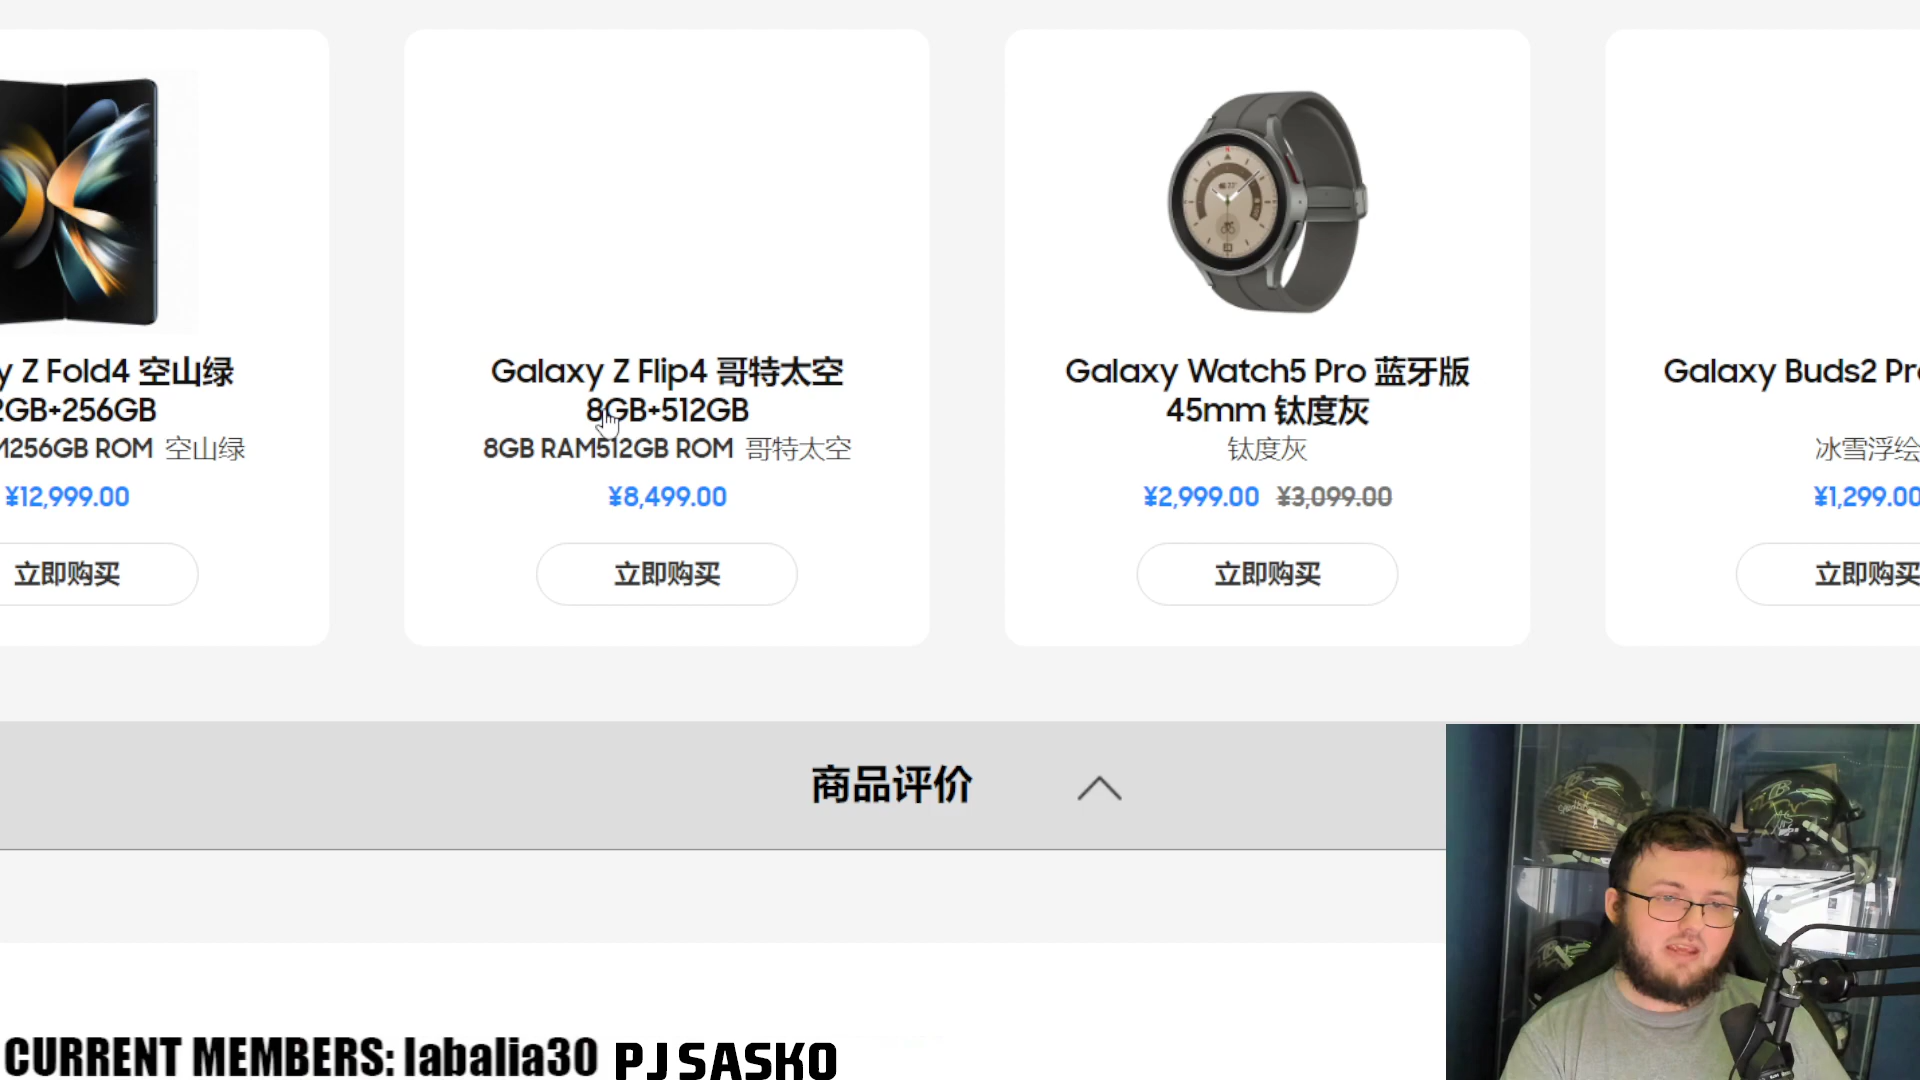 y Z Fold4 空山绿
2GB+256GB
M256GB ROM 空山绿
¥12,999.00
立即购买
Galaxy Z Flip4 哥特太空
8GB+512GB
8GB RAM512GB ROM 哥特太空
¥8,499.00
立即购买
Galaxy Watch5 Pro 蓝牙版
45mm 钛度灰
钛度灰
¥2,999.00 ¥3,099.00
立即购买
Galaxy Buds2 Pr
冰雪浮绘
¥1,299.00
立即购买
商品评价
CURRENT MEMBERS: labalia30 PJ SASKO